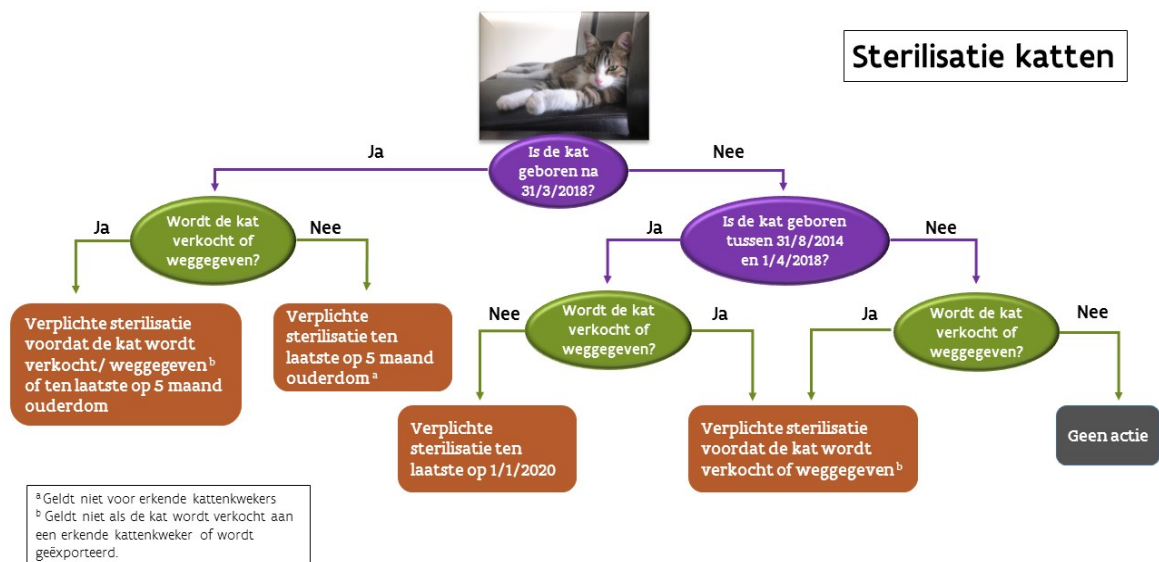 Sterilisatie katten
Is de kat
geboren na
31/3/2018?
Ja
Nee
Wordt de kat
verkocht of
weggegeven?
Ja
Nee
Is de kat geboren
tussen 31/8/2014
en 1/4/2018?
Ja
Nee
Verplichte sterilisatie
voordat de kat wordt
verkocht/ weggegeven b
of ten laatste op 5 maand
ouderdom
Verplichte
sterilisatie ten
laatste op 5 maand
ouderdom a
Wordt de kat
verkocht of
weggegeven?
Nee
Ja
Wordt de kat
verkocht of
weggegeven?
Ja
Nee
Verplichte
sterilisatie ten
laatste op 1/1/2020
Verplichte sterilisatie
voordat de kat wordt
verkocht of weggegeven b
Geen actie
a Geldt niet voor erkende kattenkwekers
b Geldt niet als de kat wordt verkocht aan
een erkende kattenkweker of wordt
geëxporteerd.